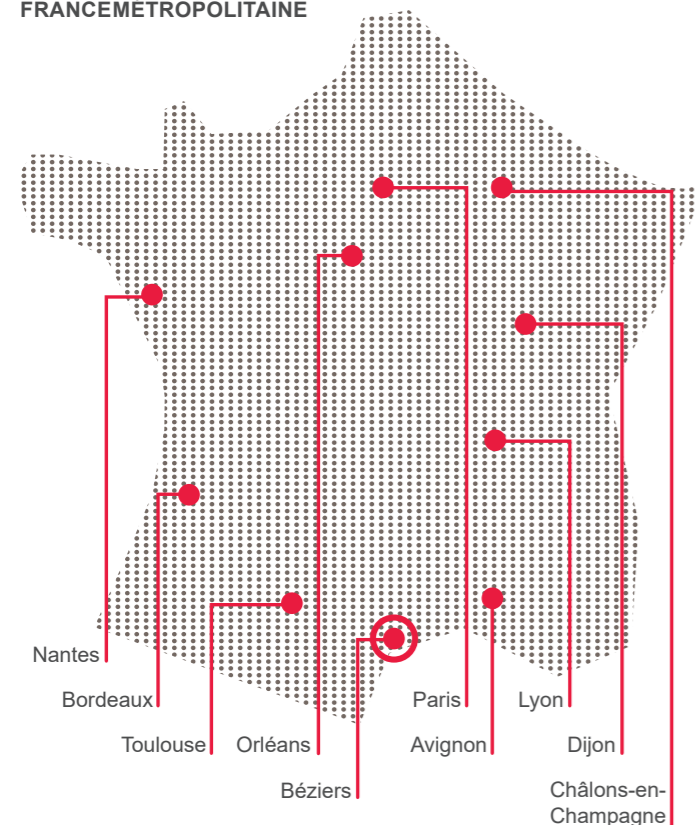 FRANCEMÉTROPOLITAINE
Nantes
Bordeaux
Paris
Lyon
Toulouse
Orléans
Avignon
Dijon
Béziers
Châlons-en-
Champagne